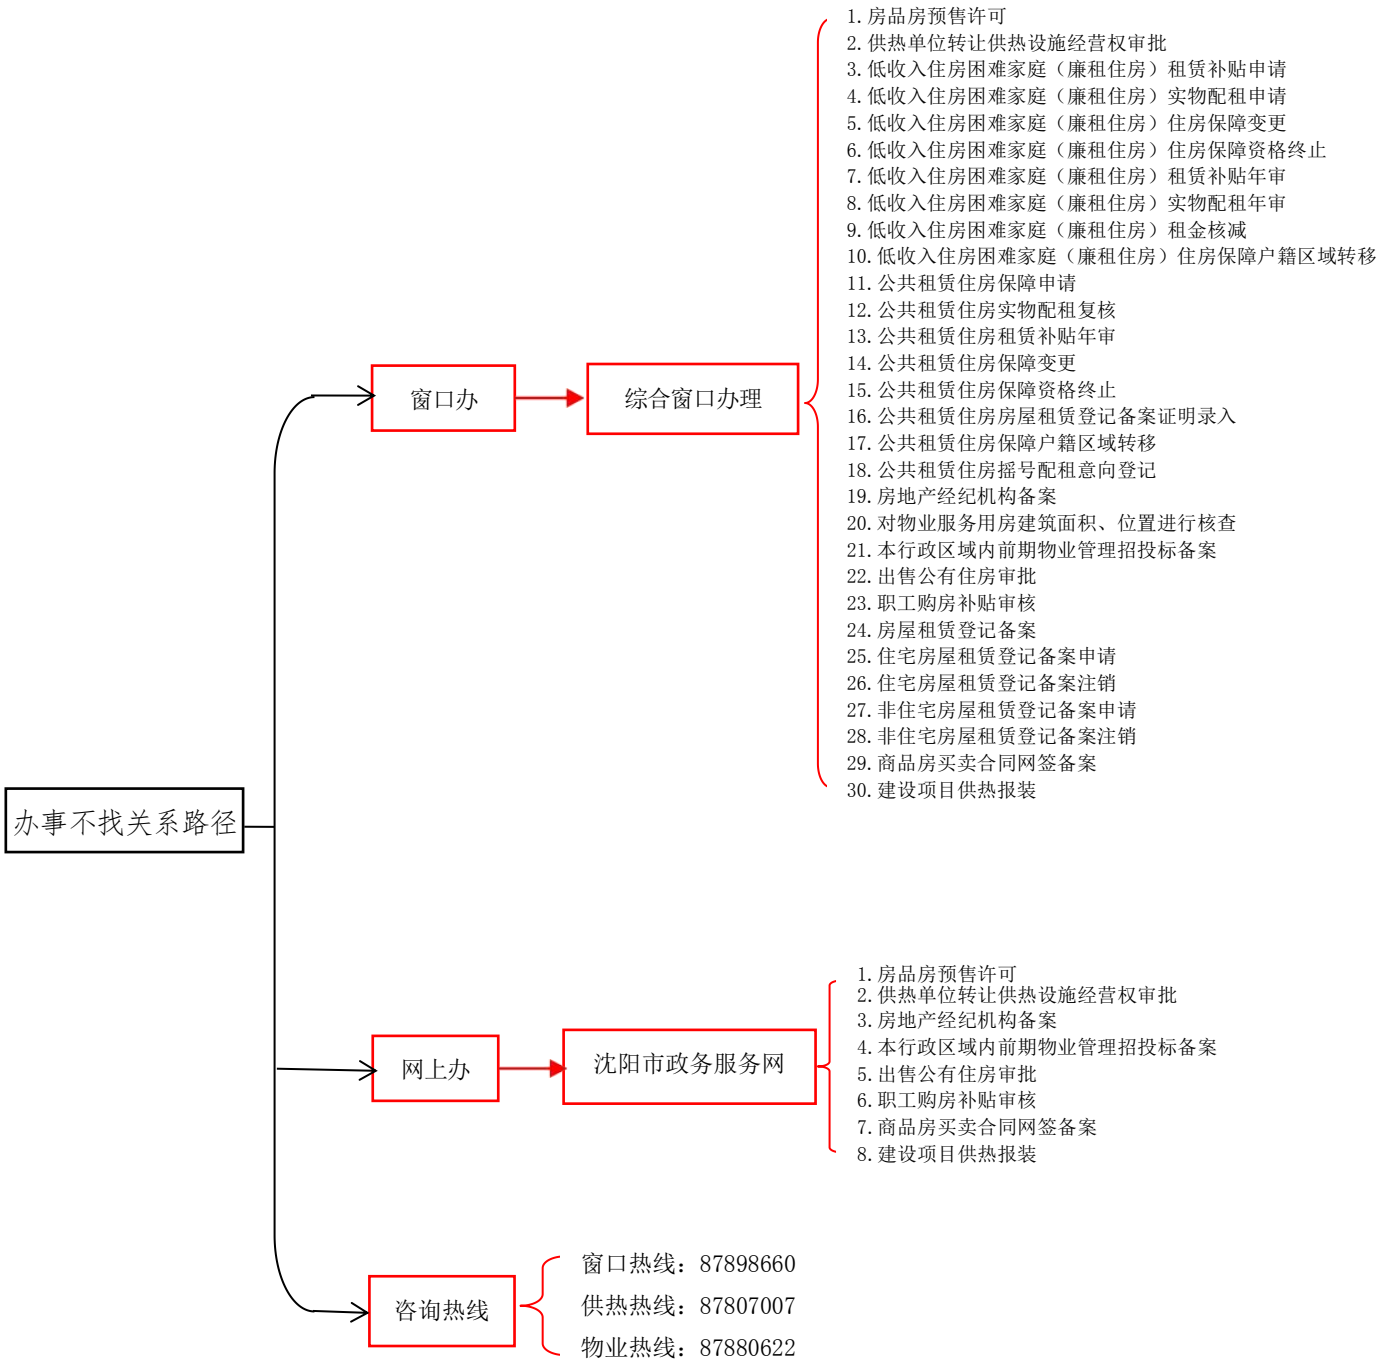 办事不找关系路径
窗口办
综合窗口办理
1.房品房预售许可
2.供热单位转让供热设施经营权审批
3.低收入住房困难家庭（廉租住房）租赁补贴申请
4.低收入住房困难家庭（廉租住房）实物配租申请
5.低收入住房困难家庭（廉租住房）住房保障变更
6.低收入住房困难家庭（廉租住房）住房保障资格终止
7.低收入住房困难家庭（廉租住房）租赁补贴年审
8.低收入住房困难家庭（廉租住房）实物配租年审
9.低收入住房困难家庭（廉租住房）租金核减
10.低收入住房困难家庭（廉租住房）住房保障户籍区域转移
11.公共租赁住房保障申请
12.公共租赁住房实物配租复核
13.公共租赁住房租赁补贴年审
14.公共租赁住房保障变更
15.公共租赁住房保障资格终止
16.公共租赁住房房屋租赁登记备案证明录入
17.公共租赁住房保障户籍区域转移
18.公共租赁住房摇号配租意向登记
19.房地产经纪机构备案
20.对物业服务用房建筑面积、位置进行核查
21.本行政区域内前期物业管理招投标备案
22.出售公有住房审批
23.职工购房补贴审核
24.房屋租赁登记备案
25.住宅房屋租赁登记备案申请
26.住宅房屋租赁登记备案注销
27.非住宅房屋租赁登记备案申请
28.非住宅房屋租赁登记备案注销
29.商品房买卖合同网签备案
30.建设项目供热报装
网上办
沈阳市政务服务网
1.房品房预售许可
2.供热单位转让供热设施经营权审批
3.房地产经纪机构备案
4.本行政区域内前期物业管理招投标备案
5.出售公有住房审批
6.职工购房补贴审核
7.商品房买卖合同网签备案
8.建设项目供热报装
咨询热线
窗口热线：87898660
供热热线：87807007
物业热线：87880622